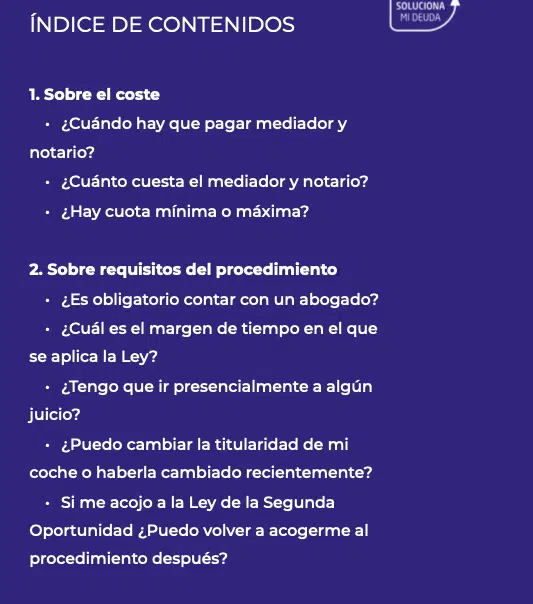 SOLUCIONA
MI DEUDA
ÍNDICE DE CONTENIDOS
1. Sobre el coste
• ¿Cuándo hay que pagar mediador y
notario?
• ¿Cuánto cuesta el mediador y notario?
• ¿Hay cuota mínima o máxima?
2. Sobre requisitos del procedimiento
• ¿Es obligatorio contar con un abogado?
• ¿Cuál es el margen de tiempo en el que
se aplica la Ley?
• ¿Tengo que ir presencialmente a algún
juicio?
• ¿Puedo cambiar la titularidad de mi
coche o haberla cambiado recientemente?
• Si me acojo a la Ley de la Segunda
Oportunidad ¿Puedo volver a acogerme al
procedimiento después?